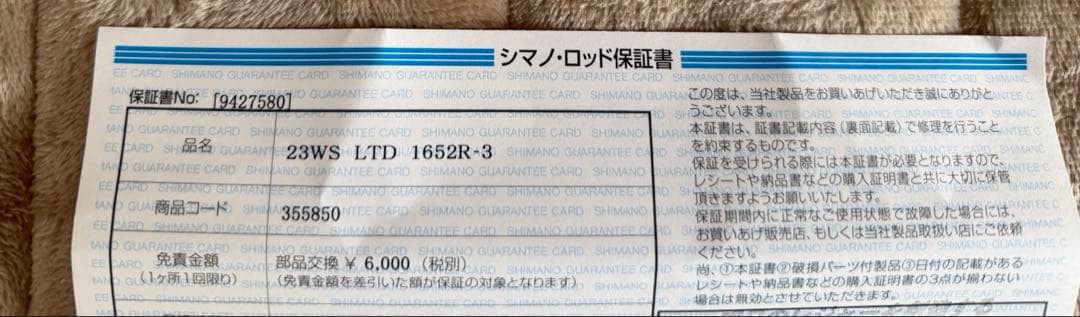 シマノ・ロッド保証書
保証書No: [9427580]
品名 23WS LTD 1652R-3
商品コード 355850
免責金額 部品交換 ¥ 6,000 (税別)
(1ヶ所1回限り) (免責金額を差引いた額が保証の対象となります)
この度は、当社製品をお買いあげいただき誠にありがと
うございます。
本証書は、証書記載内容(裏面記載)で修理を行うこと
を約束するものです。
保証を受けられる際には本証書が必要となりますので、
レシートや納品書などの購入証明書と共に大切に保管
頂きますようお願いいたします。
保証期間内に正常なご使用状態で故障した場合には、
お買いあげ販売店、もしくは当社製品取扱い店にご依頼
ください。
尚、①本証書②破損パーツ付製品③日付の記載がある
レシートや納品書などの購入証明書の3点が揃わない
場合は無効とさせていただきます。
SHIMANO GUARANTEE CARD